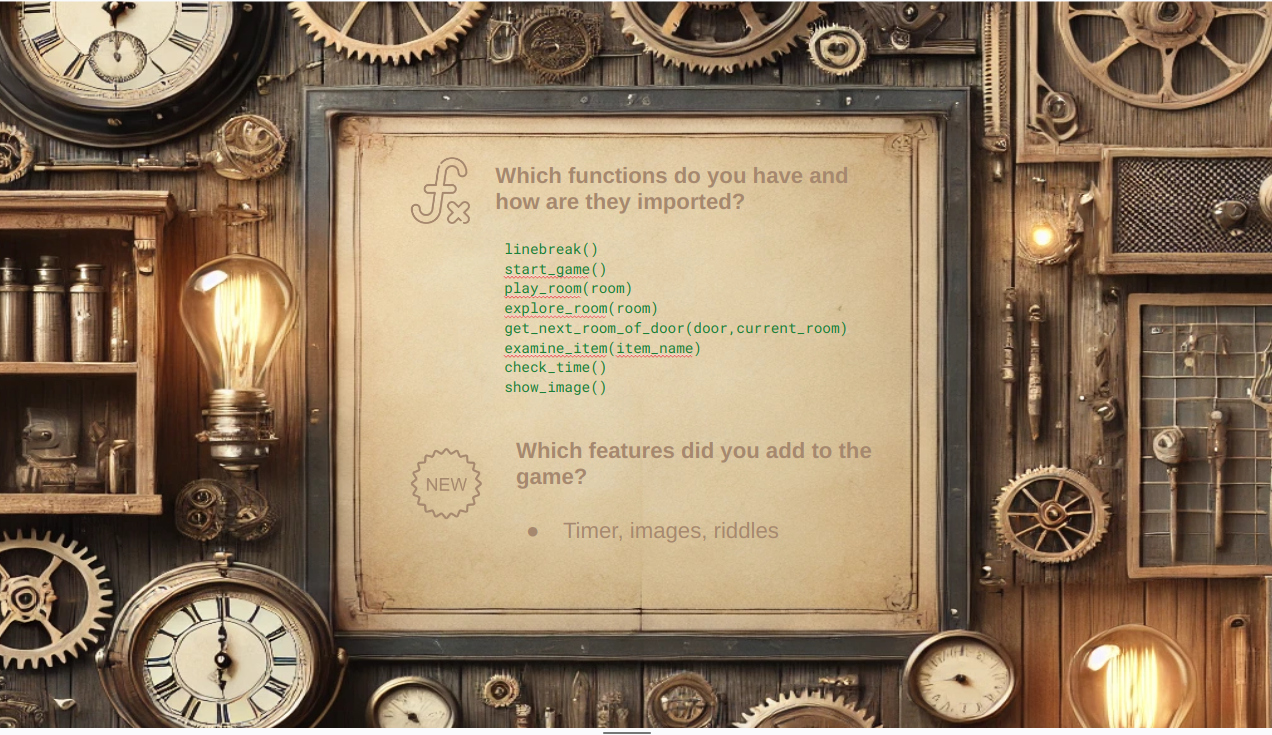 Which functions do you have and
how are they imported?
linebreak()
start_game()
play_room(room)
explore_room(room)
get_next_room_of_door(door,current_room)
examine_item(item_name)
check_time()
show_image()
Which features did you add to the
game?
NEW
● Timer, images, riddles